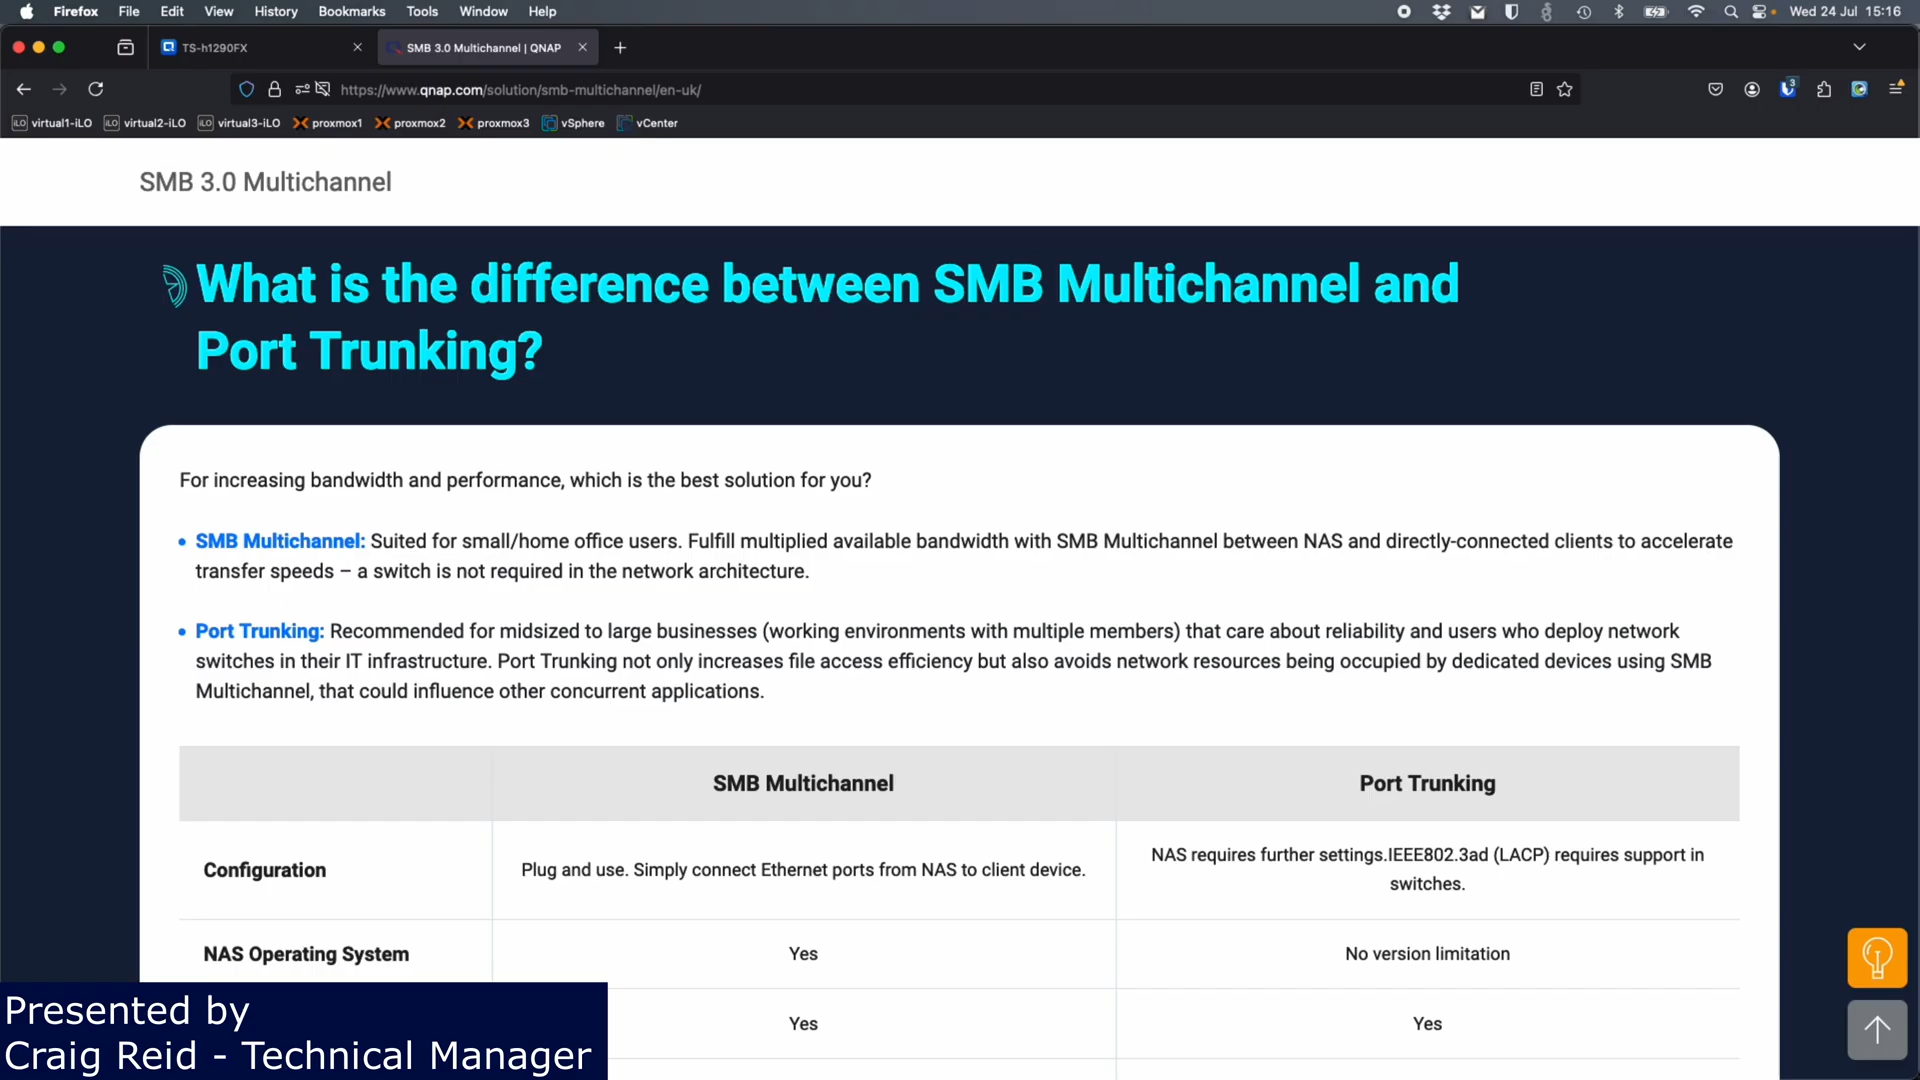 Firefox File Edit View History Bookmarks Tools Window Help Wed 24 Jul 15:16
TS-h1290FX
SMB 3.0 Multichannel | QNAP
https://www.qnap.com/solution/smb-multichannel/en-uk/
3
iLO virtual1-iLO iLO virtual2-iLO iLO virtual3-iLO proxmox1 proxmox2 proxmox3 vSphere vCenter
SMB 3.0 Multichannel
What is the difference between SMB Multichannel and
Port Trunking?
For increasing bandwidth and performance, which is the best solution for you?
• SMB Multichannel: Suited for small/home office users. Fulfill multiplied available bandwidth with SMB Multichannel between NAS and directly-connected clients to accelerate
transfer speeds – a switch is not required in the network architecture.
• Port Trunking: Recommended for midsized to large businesses (working environments with multiple members) that care about reliability and users who deploy network
switches in their IT infrastructure. Port Trunking not only increases file access efficiency but also avoids network resources being occupied by dedicated devices using SMB
Multichannel, that could influence other concurrent applications.
SMB Multichannel Port Trunking
Configuration
Plug and use. Simply connect Ethernet ports from NAS to client device.
NAS requires further settings.IEEE802.3ad (LACP) requires support in
switches.
NAS Operating System Yes No version limitation
Yes Yes
Presented by
Craig Reid - Technical Manager